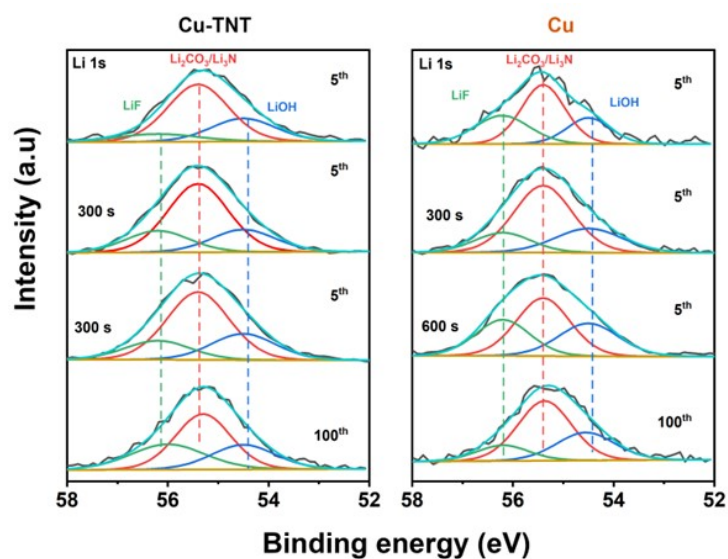 Cu-TNT
Cu
Intensity (a.u)
Li 1s
Li₂CO₃/Li₃N
LiF
LiOH
5ᵗʰ
300 s
5ᵗʰ
300 s
5ᵗʰ
100ᵗʰ
58 56 54 52
Li 1s
Li₂CO₃/Li₃N
LiF
LiOH
5ᵗʰ
300 s
5ᵗʰ
600 s
5ᵗʰ
100ᵗʰ
58 56 54 52
Binding energy (eV)